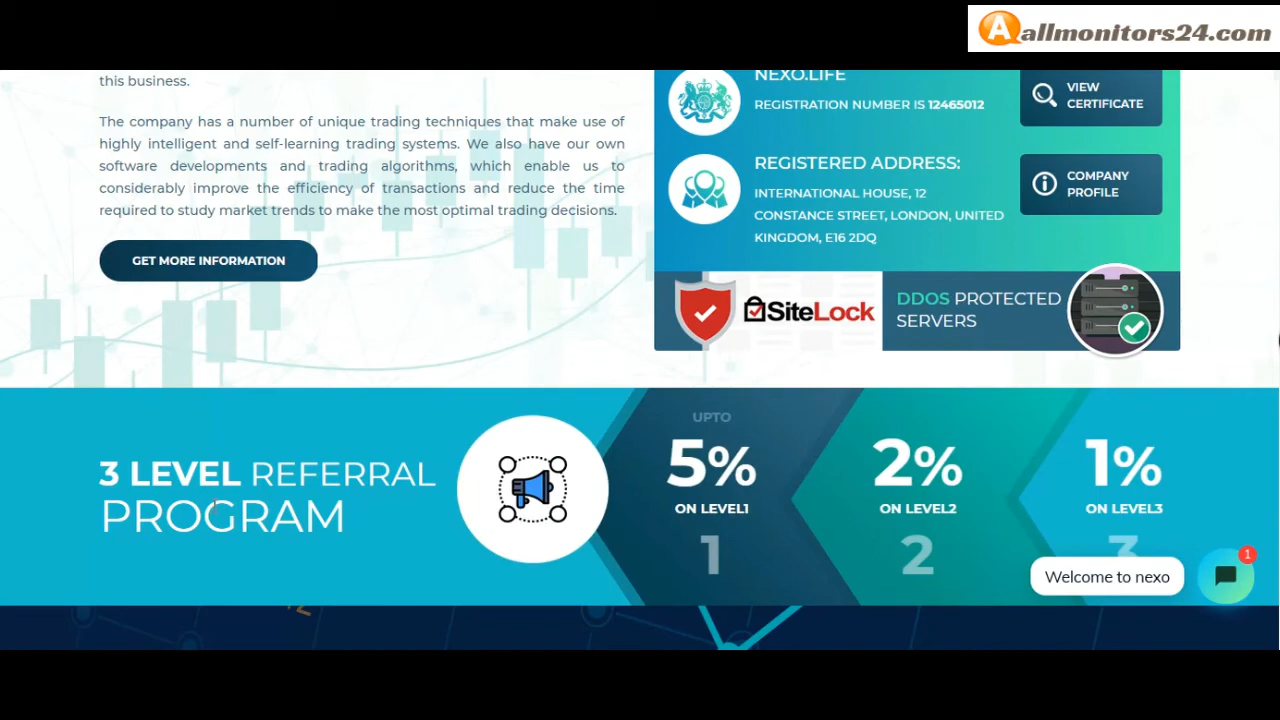 allmonitors24.com
this business.
The company has a number of unique trading techniques that make use of
highly intelligent and self-learning trading systems. We also have our own
software developments and trading algorithms, which enable us to
considerably improve the efficiency of transactions and reduce the time
required to study market trends to make the most optimal trading decisions.
GET MORE INFORMATION
NEXO.LIFE
REGISTRATION NUMBER IS 12465012
VIEW
CERTIFICATE
REGISTERED ADDRESS:
INTERNATIONAL HOUSE, 12
CONSTANCE STREET, LONDON, UNITED
KINGDOM, E16 2DQ
COMPANY
PROFILE
SiteLock
DDOS PROTECTED
SERVERS
3 LEVEL REFERRAL
PROGRAM
UPTO
5%
ON LEVEL1
1
2%
ON LEVEL2
2
1%
ON LEVEL3
3
Welcome to nexo
1